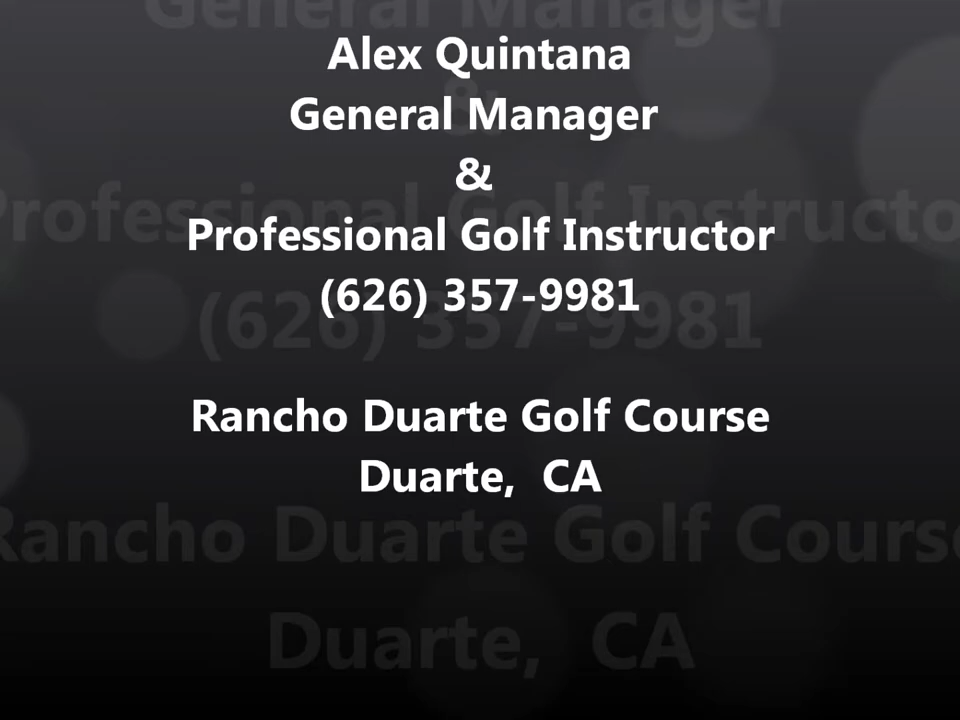 Alex Quintana
General Manager
&
Professional Golf Instructor
(626) 357-9981
Rancho Duarte Golf Course
Duarte, CA